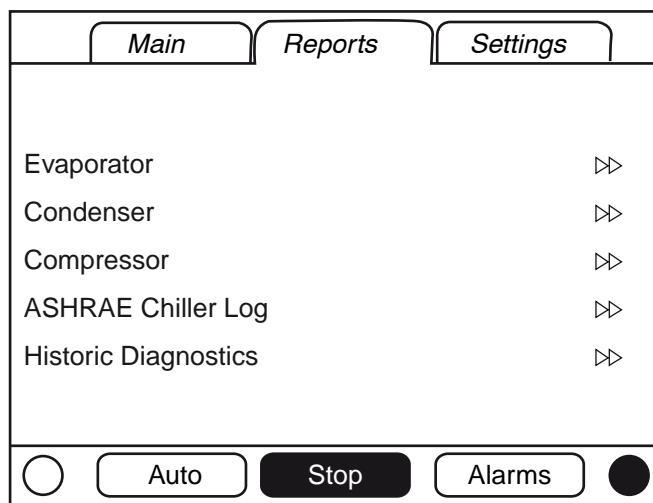 Main Reports Settings
Evaporator
Condenser
Compressor
ASHRAE Chiller Log
Historic Diagnostics
Auto Stop Alarms